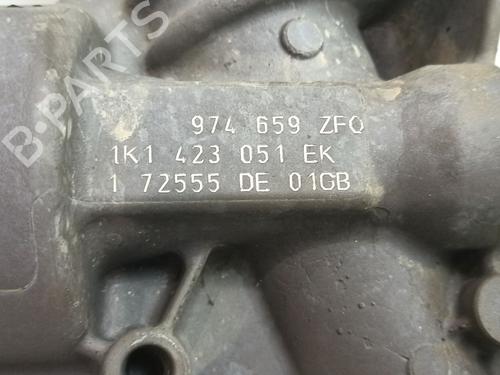 974 659 ZFO
1K1 423 051 EK
1 72555 DE 01GB
B-PARTS